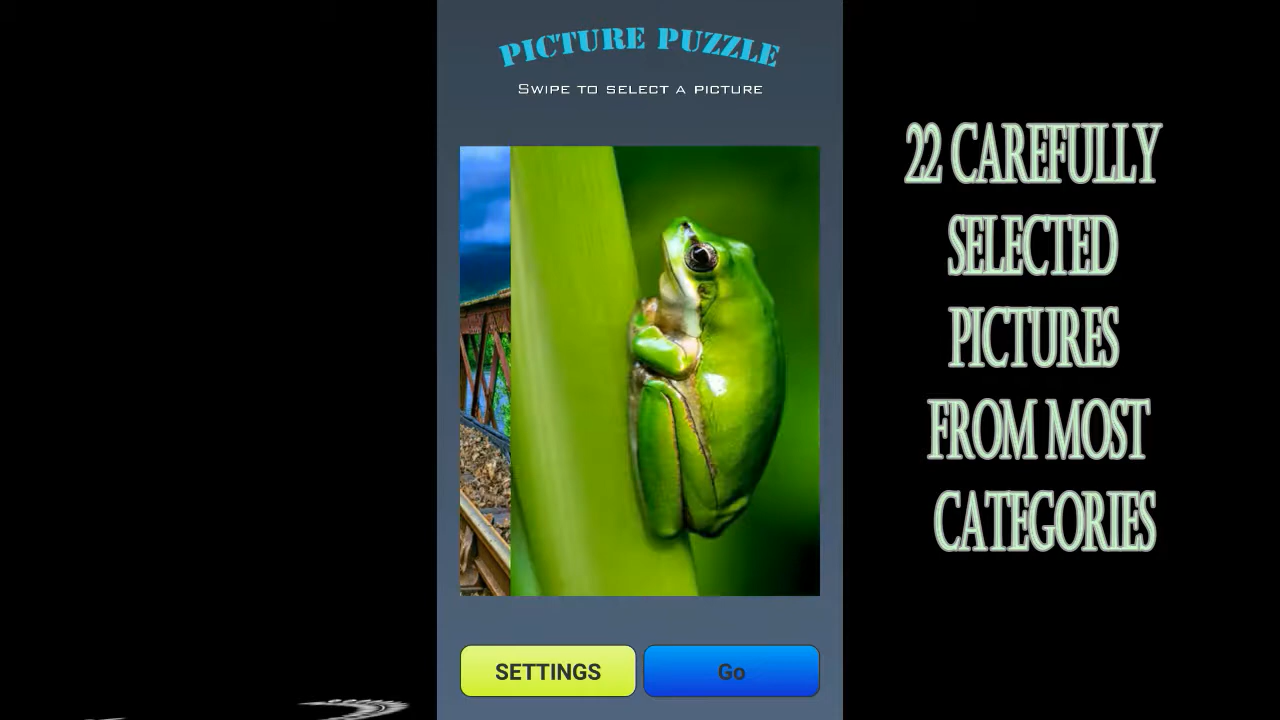 PICTURE PUZZLE
SWIPE TO SELECT A PICTURE
SETTINGS
Go
22 CAREFULLY
SELECTED
PICTURES
FROM MOST
CATEGORIES